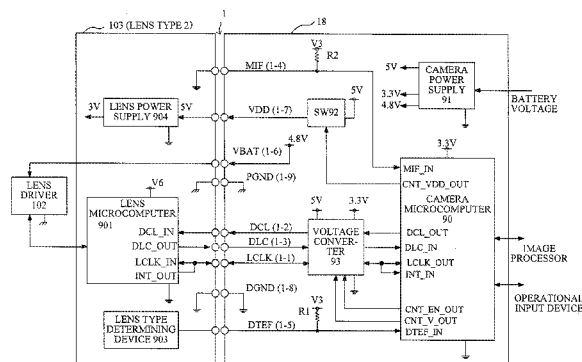 103 (LENS TYPE 2)
1
18
V3
R2
MIF (1-4)
5V
3.3V
4.8V
CAMERA POWER SUPPLY 91
BATTERY VOLTAGE
3V
LENS POWER SUPPLY 904
5V
VDD (1-7)
SW92
5V
4.8V
VBAT (1-6)
PGND (1-9)
3.3V
LENS DRIVER 102
V6
LENS MICROCOMPUTER 901
DCL_IN
DLC_OUT
LCLK_IN
INT_OUT
DCL (1-2)
DLC (1-3)
LCLK (1-1)
5V
3.3V
VOLTAGE CONVER-TER 93
MIF_IN
CNT_VDD_OUT
CAMERA MICROCOMPUTER 90
DCL_OUT
DLC_IN
LCLK_OUT
INT_IN
CNT_EN_OUT
CNT_V_OUT
DTEF_IN
IMAGE PROCESSOR
OPERATIONAL INPUT DEVICE
DGND (1-8)
V3
R1
LENS TYPE DETERMINING DEVICE 903
DTEF (1-5)